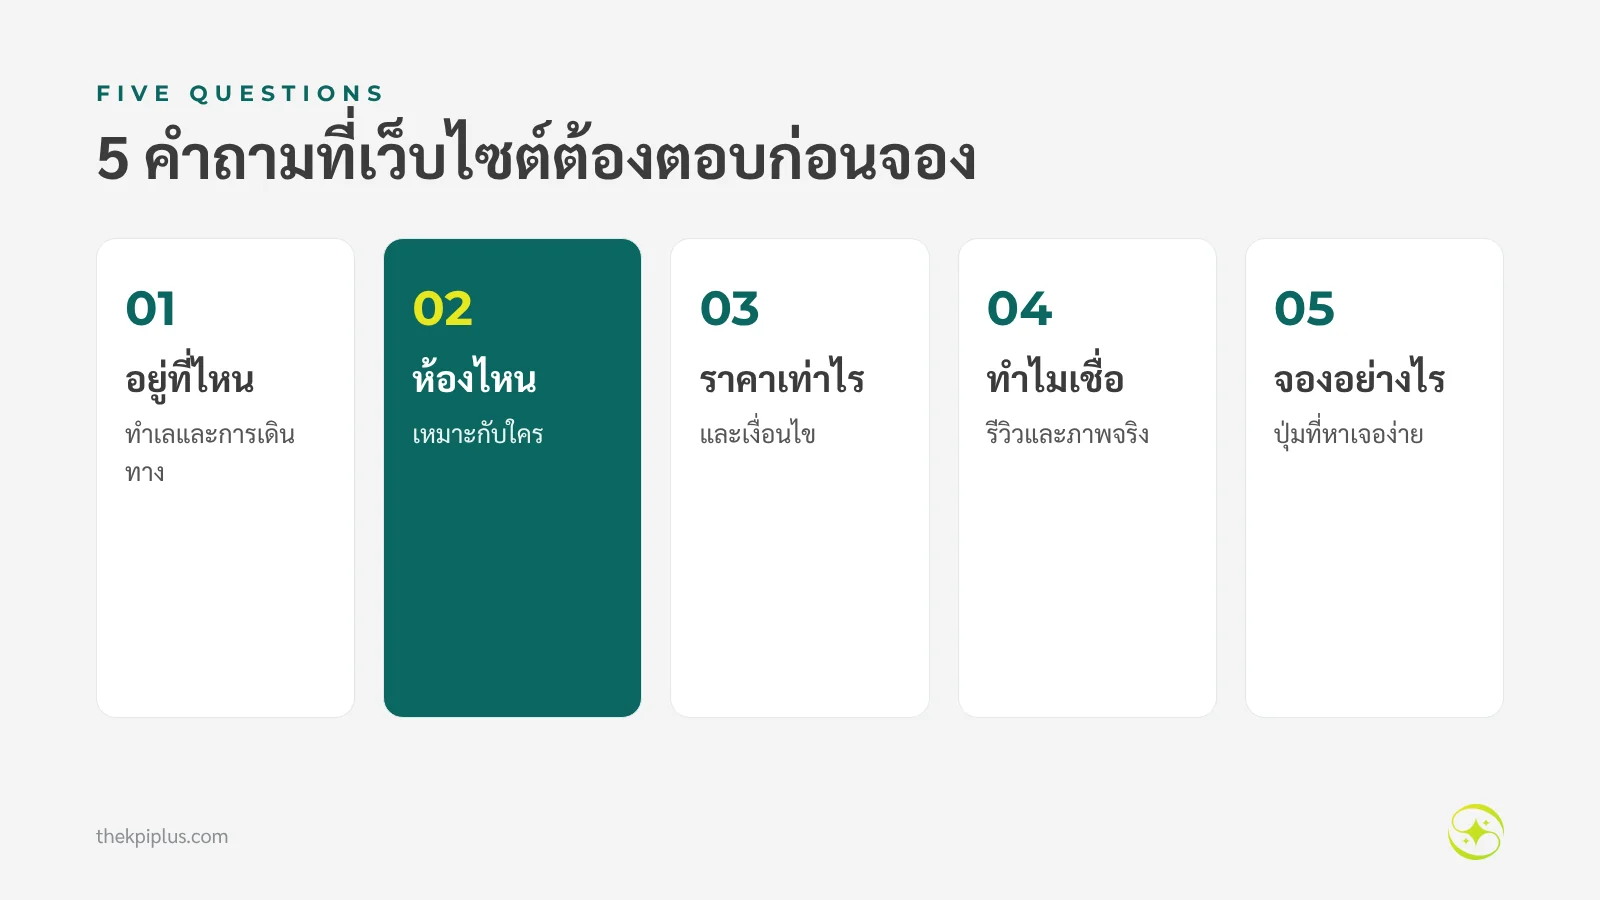 FIVE QUESTIONS
5 คำถามที่เว็บไซต์ต้องตอบก่อนจอง
01
อยู่ที่ไหน
ทำเลและการเดิน
ทาง
02
ห้องไหน
เหมาะกับใคร
03
ราคาเท่าไร
และเงื่อนไข
04
ทำไมเชื่อ
รีวิวและภาพจริง
05
จองอย่างไร
ปุ่มที่หาเจอง่าย
thekpiplus.com